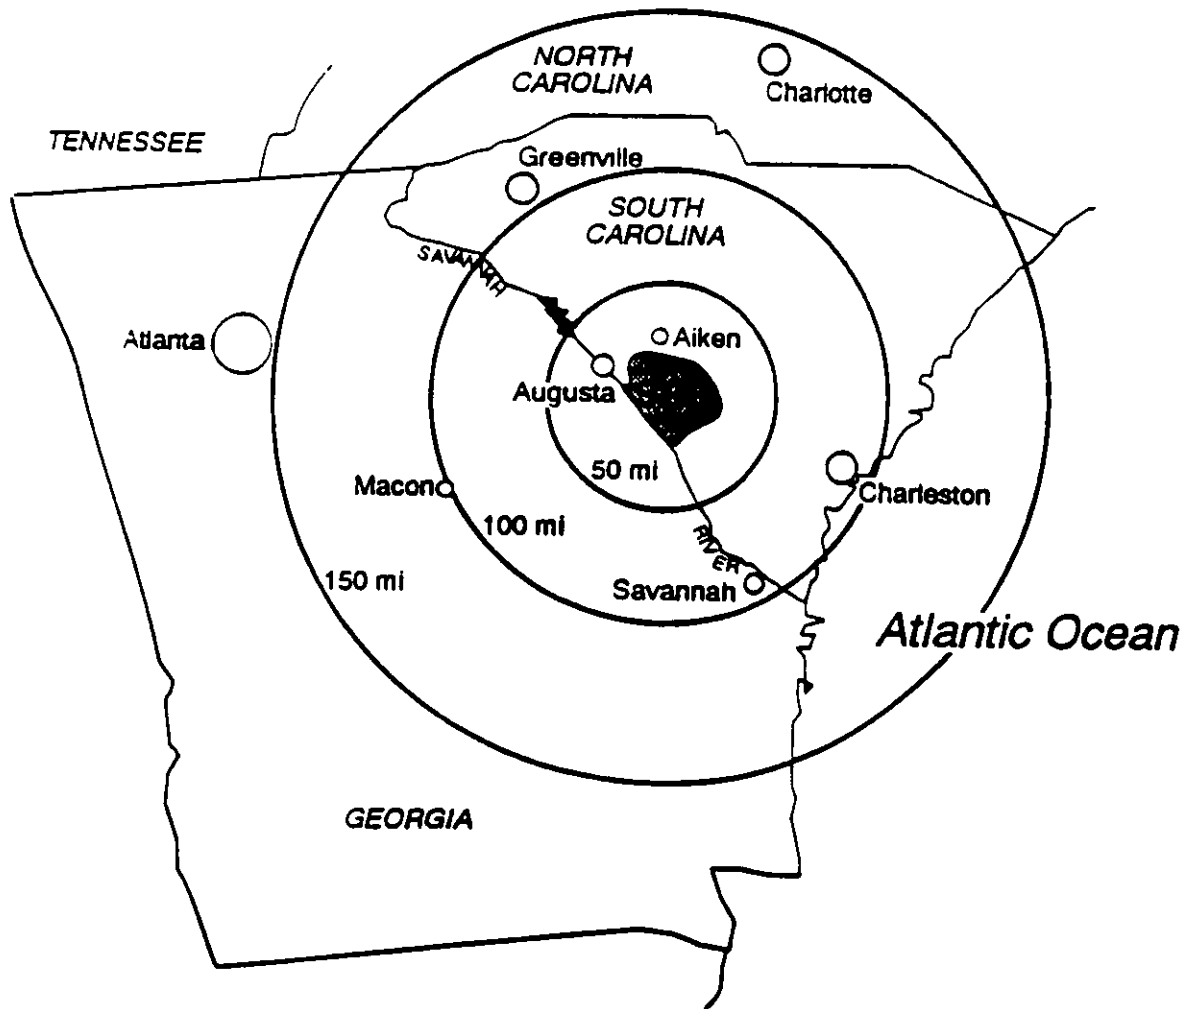 NORTH
CAROLINA
Charlotte
TENNESSEE
Greenville
SOUTH
CAROLINA
SAVANNAH
Atlanta
Aiken
Augusta
50 mi
Macon
Charleston
100 mi
RIVER
150 mi
Savannah
Atlantic Ocean
GEORGIA